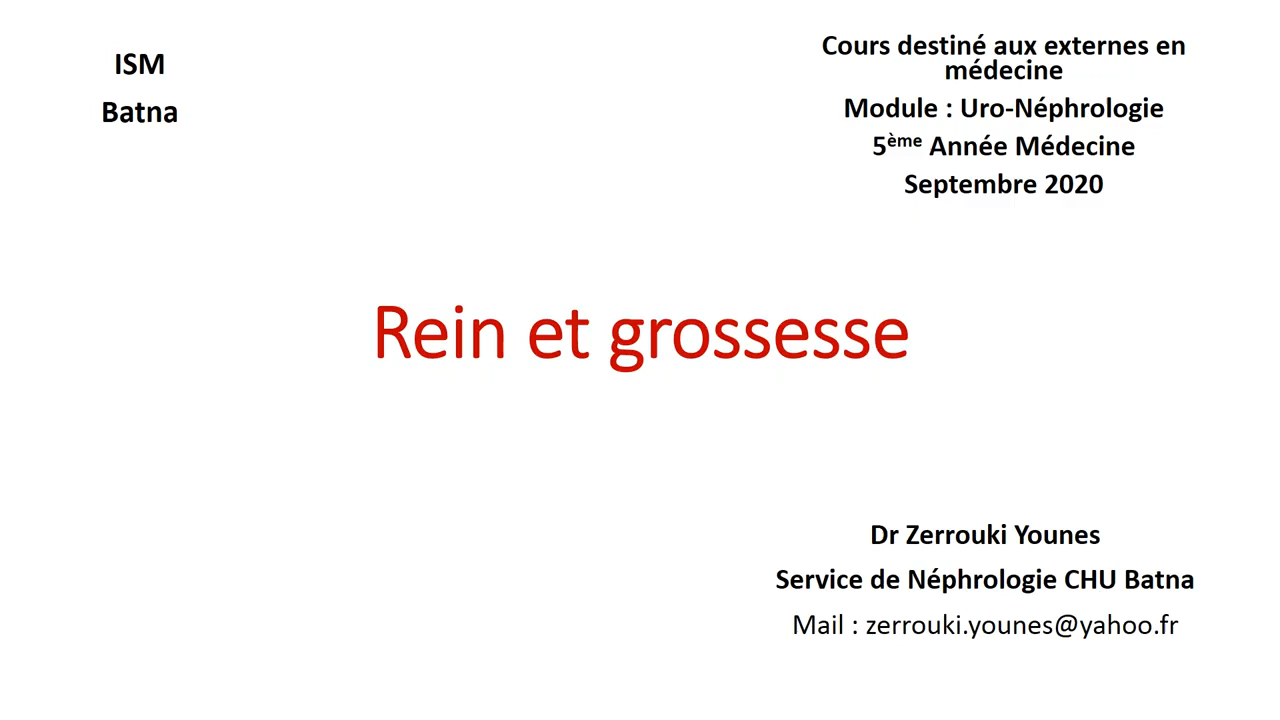 ISM
Batna
Cours destiné aux externes en
médecine
Module : Uro-Néphrologie
5ème Année Médecine
Septembre 2020
Rein et grossesse
Dr Zerrouki Younes
Service de Néphrologie CHU Batna
Mail : zerrouki.younes@yahoo.fr